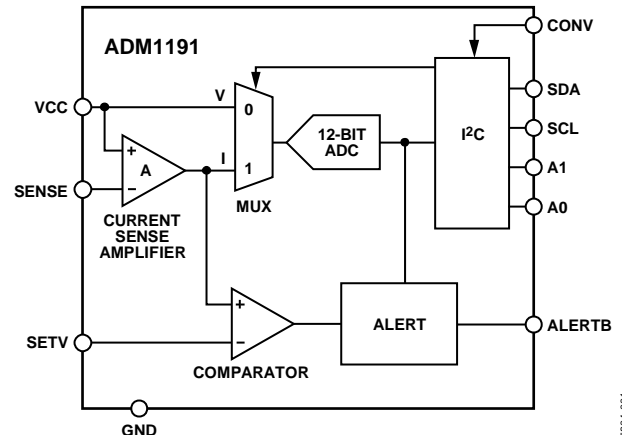 ADM1191
CONV
V
VCC
0
12-BIT
ADC
I²C
SDA
SCL
+
A
−
I
1
MUX
A1
SENSE
A0
CURRENT
SENSE
AMPLIFIER
+
−
ALERT
ALERTB
SETV
COMPARATOR
GND